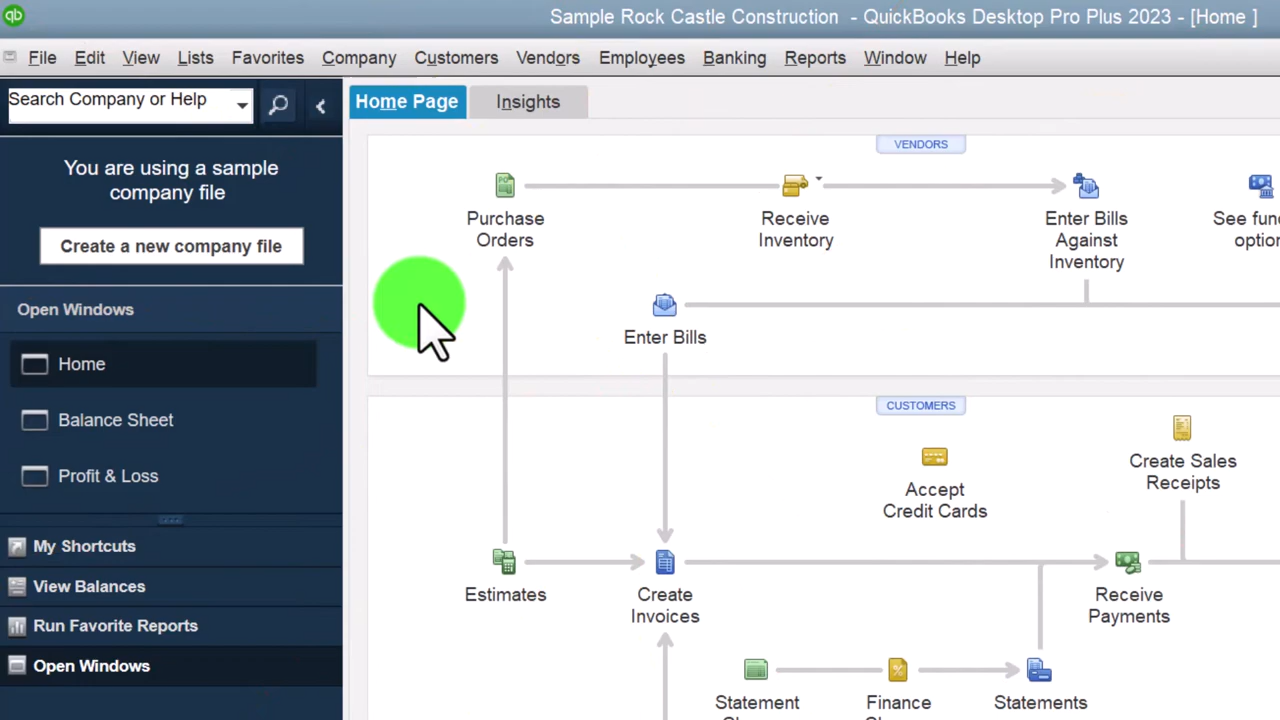 qb
Sample Rock Castle Construction - QuickBooks Desktop Pro Plus 2023 - [Home ]
File Edit View Lists Favorites Company Customers Vendors Employees Banking Reports Window Help
Search Company or Help
Home Page Insights
You are using a sample
company file
Create a new company file
Open Windows
Home
Balance Sheet
Profit & Loss
My Shortcuts
View Balances
Run Favorite Reports
Open Windows
VENDORS
Purchase
Orders
Receive
Inventory
Enter Bills
Against
Inventory
See fun
optio
Enter Bills
CUSTOMERS
Accept
Credit Cards
Create Sales
Receipts
Estimates
Create
Invoices
Receive
Payments
Statement
Finance
Statements